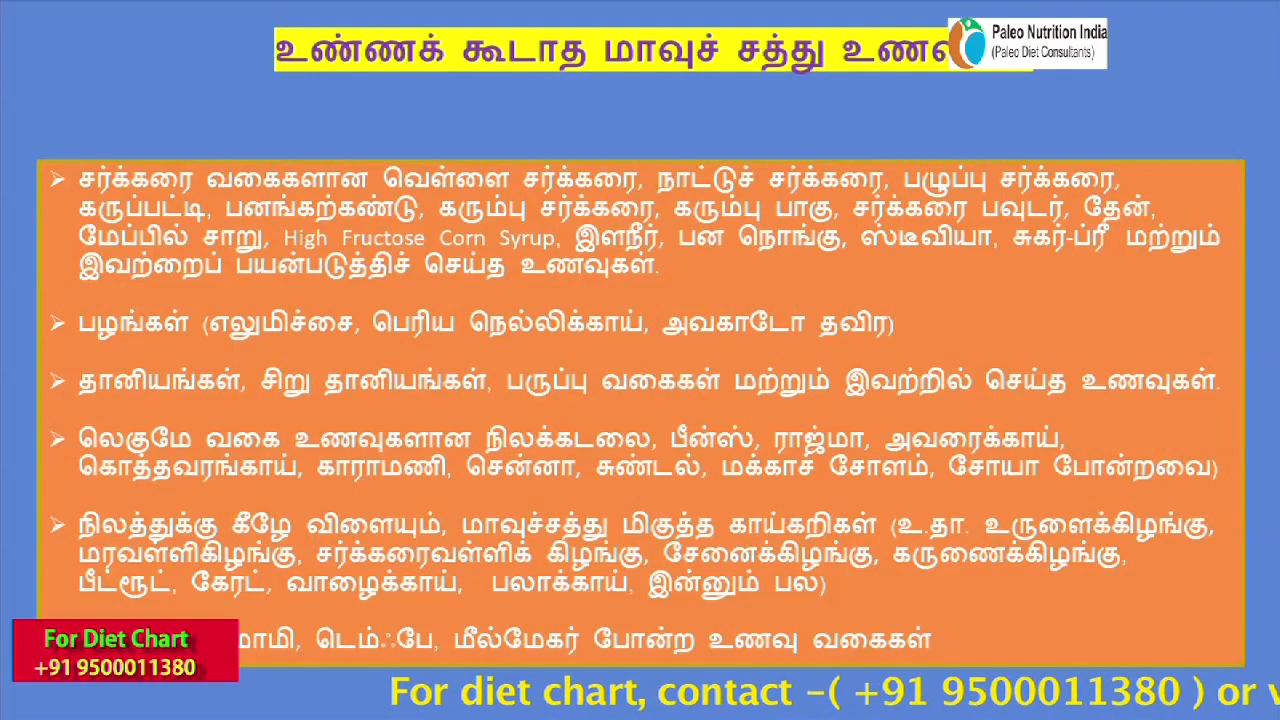 உண்ணக் கூடாத மாவுச் சத்து
Paleo Nutrition India
(Paleo Diet Consultants)
➢ சர்க்கரை வகைகளான வெள்ளை சர்க்கரை, நாட்டுச் சர்க்கரை, பழுப்பு சர்க்கரை,
கருப்பட்டி, பனங்கற்கண்டு, கரும்பு சர்க்கரை, கரும்பு பாகு, சர்க்கரை பவுடர், தேன்,
மேப்பில் சாறு, High Fructose Corn Syrup, இளநீர், பன நொங்கு, ஸ்டீவியா, சுகர்-ப்ரீ மற்றும்
இவற்றைப் பயன்படுத்திச் செய்த உணவுகள்.
➢ பழங்கள் (எலுமிச்சை, பெரிய நெல்லிக்காய், அவகாடோ தவிர)
➢ தானியங்கள், சிறு தானியங்கள், பருப்பு வகைகள் மற்றும் இவற்றில் செய்த உணவுகள்.
➢ லெகுமே வகை உணவுகளான நிலக்கடலை, பீன்ஸ், ராஜ்மா, அவரைக்காய்,
கொத்தவரங்காய், காராமணி, சென்னா, சுண்டல், மக்காச் சோளம், சோயா போன்றவை)
➢ நிலத்துக்கு கீழே விளையும், மாவுச்சத்து மிகுத்த காய்கறிகள் (உ.தா. உருளைக்கிழங்கு,
மரவள்ளிகிழங்கு, சர்க்கரைவள்ளிக் கிழங்கு, சேனைக்கிழங்கு, கருணைக்கிழங்கு,
பீட்ரூட், கேரட், வாழைக்காய், பலாக்காய், இன்னும் பல)
டெம்ஃபே, மீல்மேகர் போன்ற உணவு வகைகள்
For Diet Chart
+91 9500011380
For diet chart, contact –( +91 9500011380 ) or